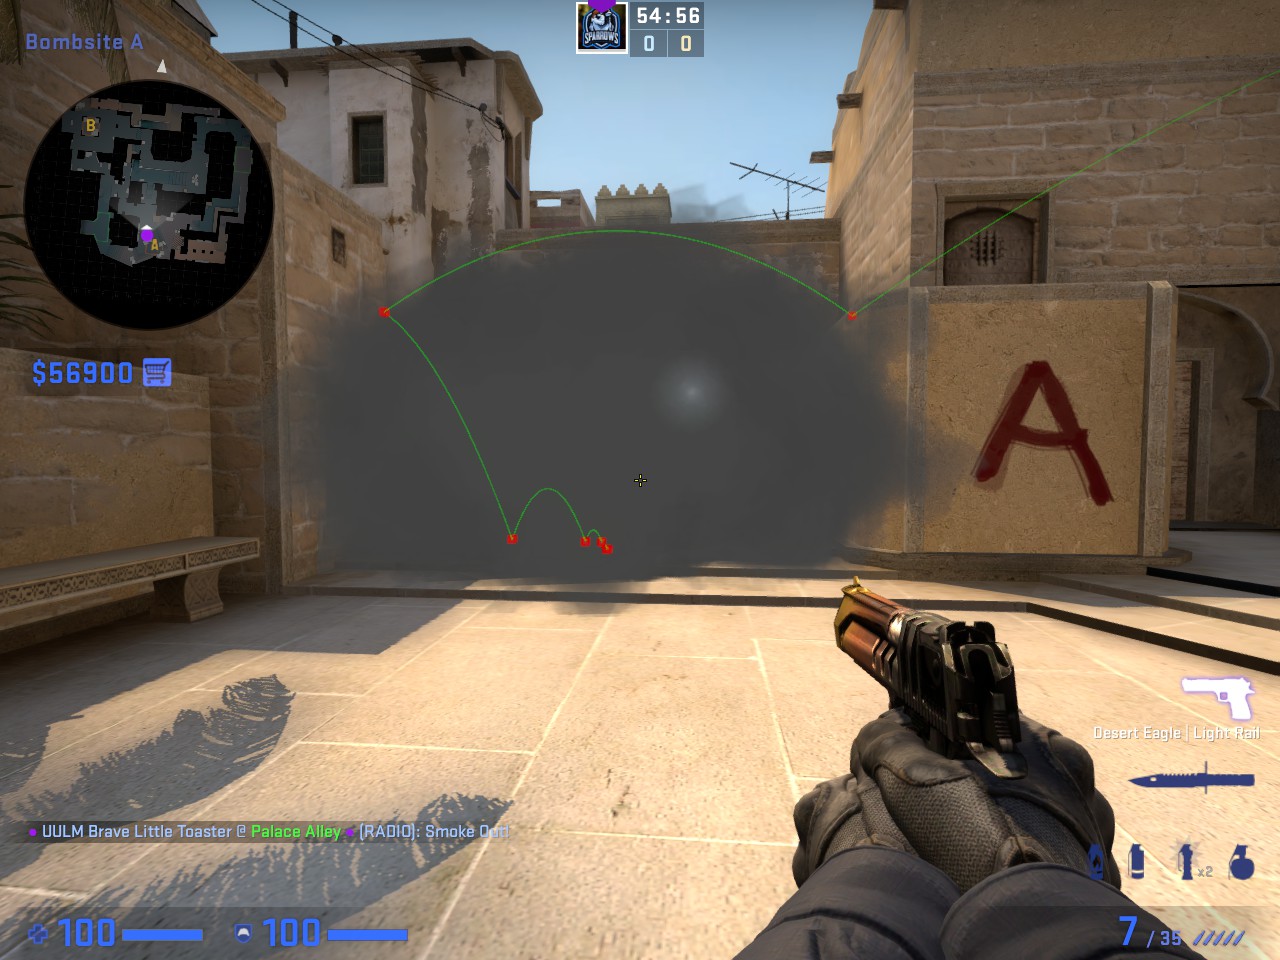 Bombsite A
SPARROWS
54:56
0 0
B
A
$56900
A
Desert Eagle | Light Rail
x2
UULM Brave Little Toaster @ Palace Alley (RADIO): Smoke Out!
100 100
7 / 35